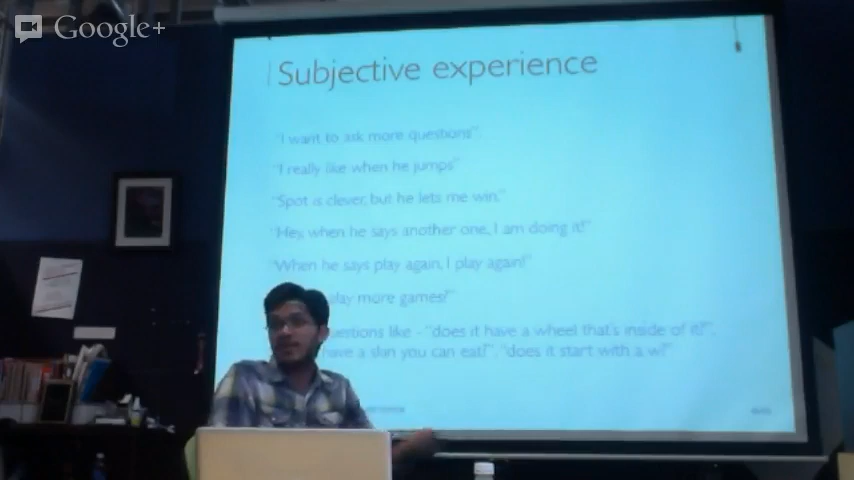 Google+
Subjective experience
"I want to ask more questions"
"I really like when he jumps"
"Spot is clever, but he lets me win."
"Hey, when he says another one, I am doing it!"
"When he says play again, I play again!"
play more games!"
questions like - "does it have a wheel that's inside of it?",
have a skin you can eat?", "does it start with a w?"